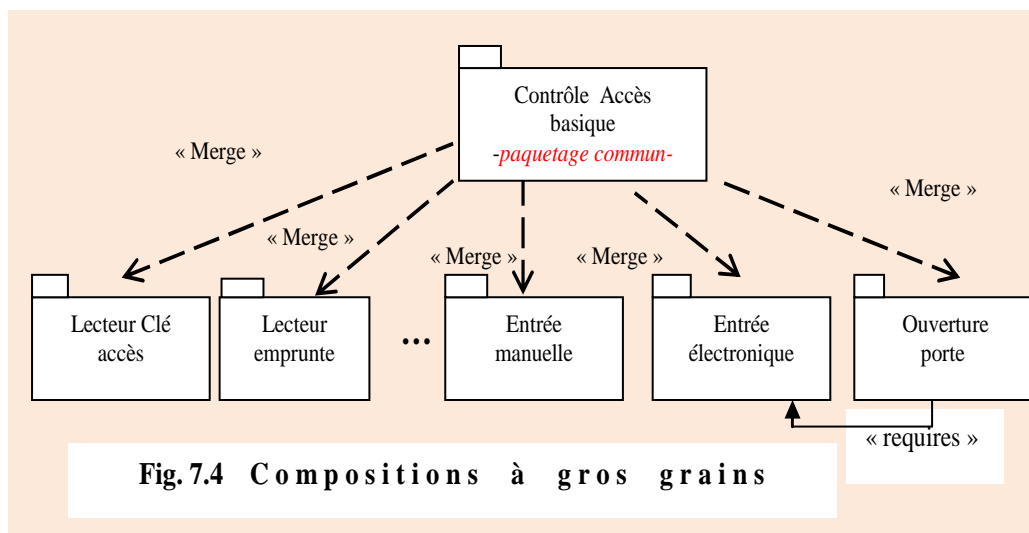 Contrôle Accès
basique
-paquetage commun-
« Merge »
« Merge »
« Merge »
« Merge »
« Merge »
Lecteur Clé
accès
Lecteur
emprunte
...
Entrée
manuelle
Entrée
électronique
Ouverture
porte
« requires »
Fig. 7.4 Compositions à gros grains